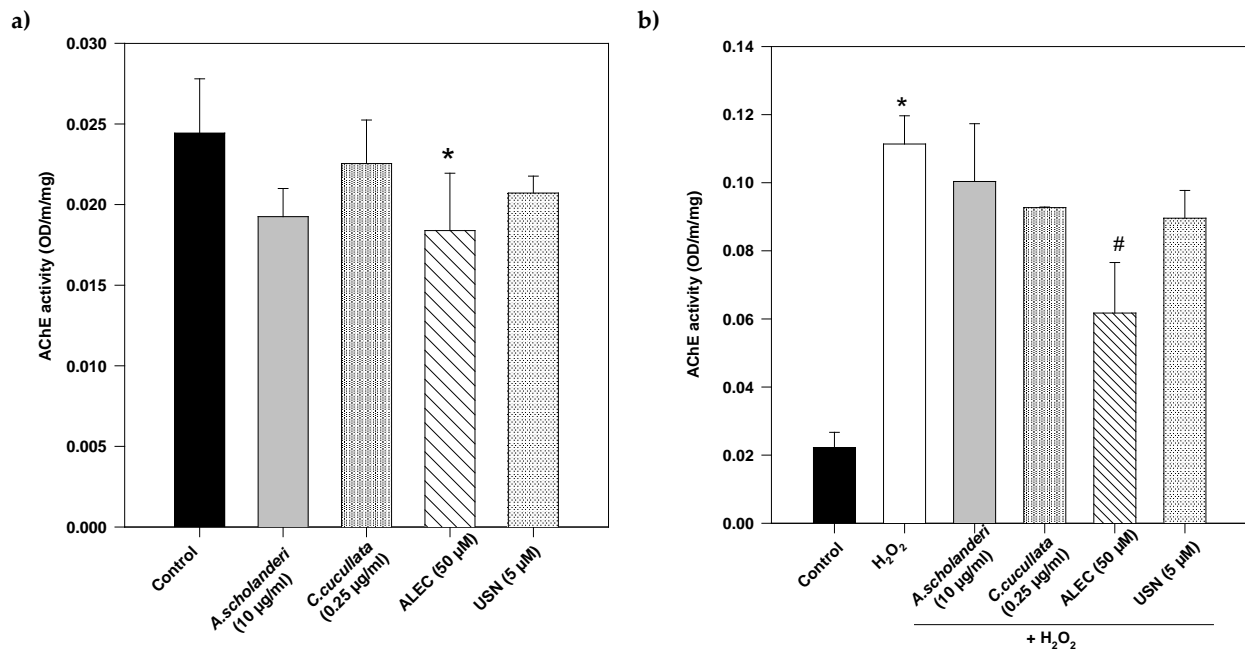 a)
0.030
0.025
0.020
0.015
0.010
0.005
0.000
AChE activity (OD/m/mg)
*
Control
A.scholanderi
(10 µg/ml)
C.cucullata
(0.25 µg/ml)
ALEC (50 µM)
USN (5 µM)
b)
0.14
0.12
0.10
0.08
0.06
0.04
0.02
0.00
AChE activity (OD/m/mg)
*
#
Control
H₂O₂
A.scholanderi
(10 µg/ml)
C.cucullata
(0.25 µg/ml)
ALEC (50 µM)
USN (5 µM)
+ H₂O₂